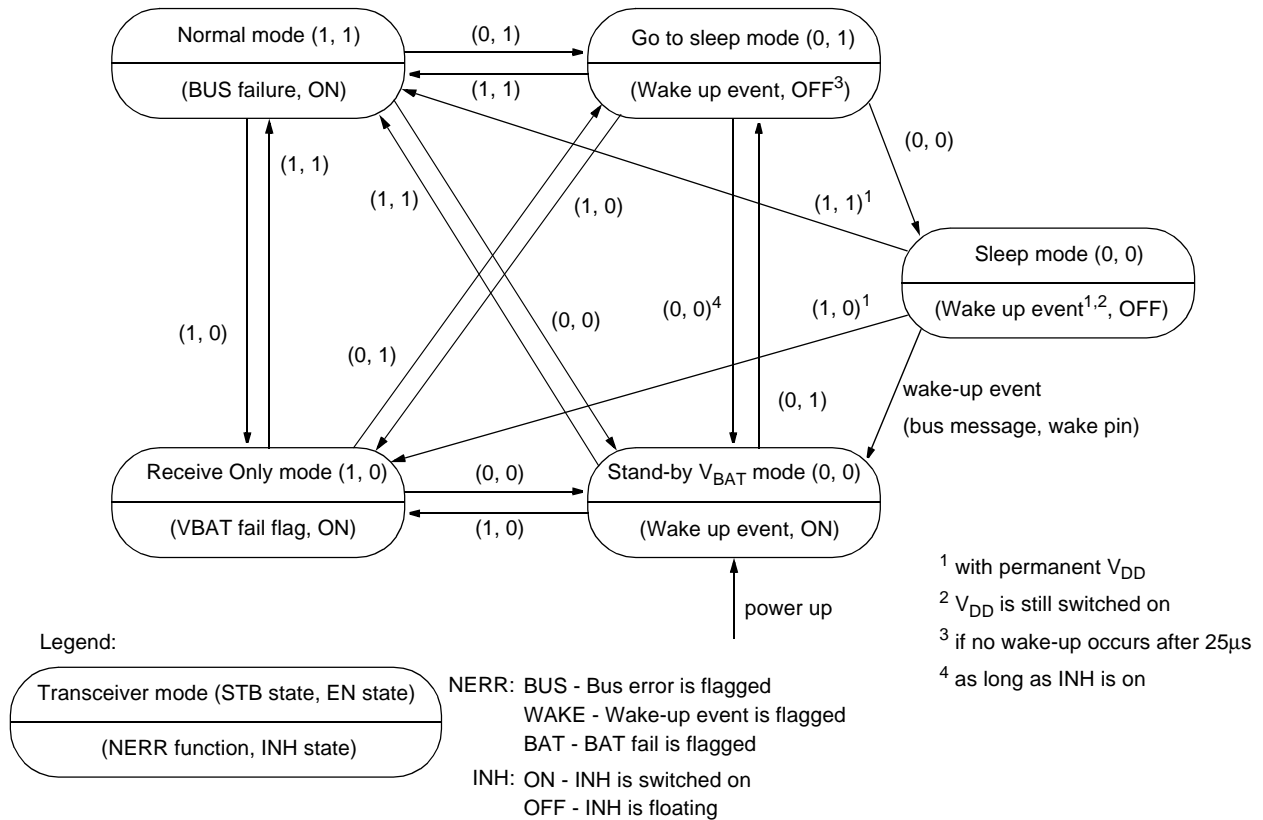 Normal mode (1, 1)
(BUS failure, ON)
(0, 1)
(1, 1)
Go to sleep mode (0, 1)
(Wake up event, OFF3)
(0, 0)
(1, 1)
(1, 1)
(1, 0)
(1, 1)1
Sleep mode (0, 0)
(Wake up event1,2, OFF)
(1, 0)
(0, 1)
(0, 0)
(0, 0)4
(1, 0)1
(0, 1)
wake-up event
(bus message, wake pin)
Receive Only mode (1, 0)
(VBAT fail flag, ON)
(0, 0)
(1, 0)
Stand-by VBAT mode (0, 0)
(Wake up event, ON)
power up
1 with permanent VDD
2 VDD is still switched on
3 if no wake-up occurs after 25µs
4 as long as INH is on
Legend:
Transceiver mode (STB state, EN state)
(NERR function, INH state)
NERR: BUS - Bus error is flagged
WAKE - Wake-up event is flagged
BAT - BAT fail is flagged
INH: ON - INH is switched on
OFF - INH is floating